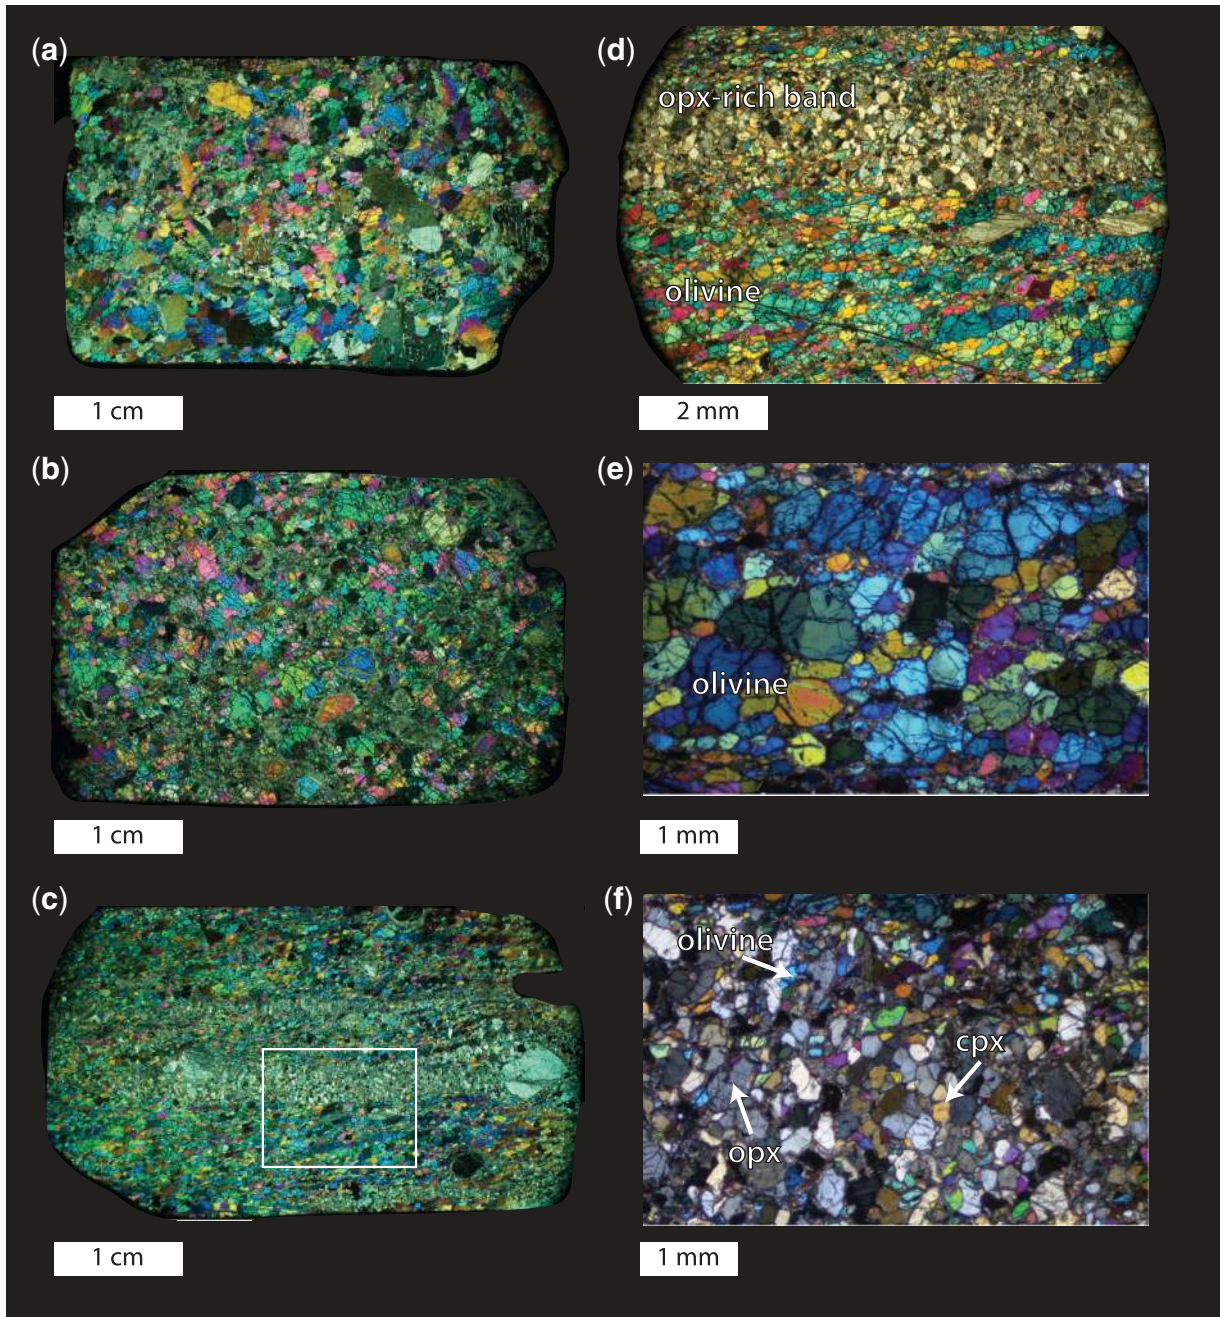 (a)
1 cm
(b)
1 cm
(c)
1 cm
(d)
opx-rich band
olivine
2 mm
(e)
olivine
1 mm
(f)
olivine
cpx
opx
1 mm